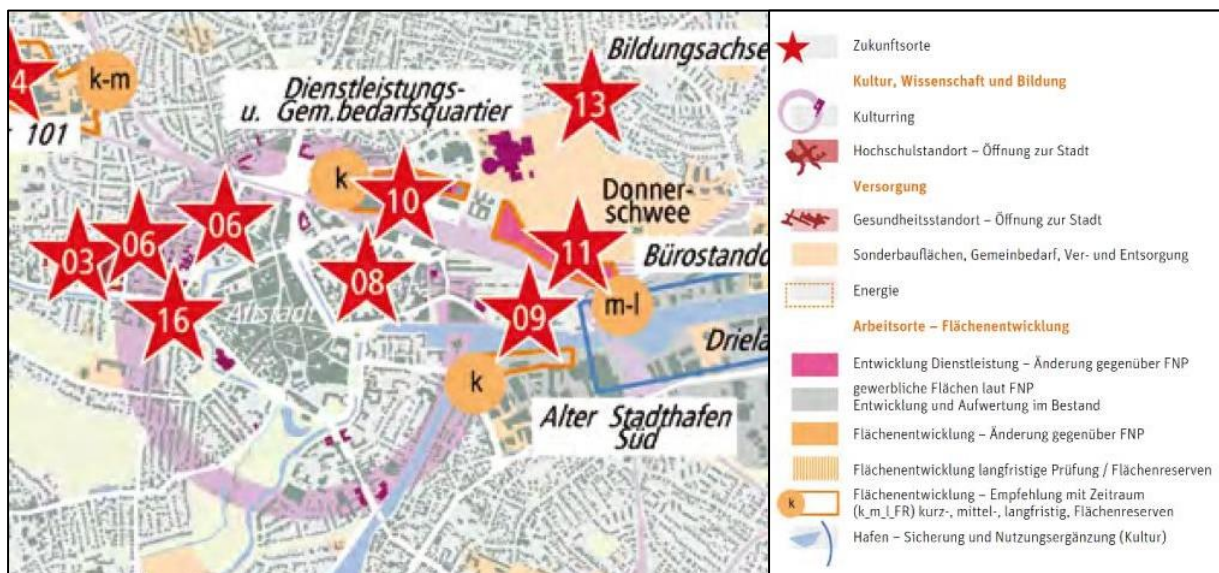 Bildungsachse
k-m
4
Dienstleistungs-
u. Gem.bedarfsquartier
13
101
k
10
Donner-
schwee
06
06
03
11
08
Bürostando
16
Altstadt
09
m-l
Driela
k
Alter Stadthafen
Süd
Zukunftsorte
Kultur, Wissenschaft und Bildung
Kulturring
Hochschulstandort – Öffnung zur Stadt
Versorgung
Gesundheitsstandort – Öffnung zur Stadt
Sonderbauflächen, Gemeinbedarf, Ver- und Entsorgung
Energie
Arbeitsorte – Flächenentwicklung
Entwicklung Dienstleistung – Änderung gegenüber FNP
gewerbliche Flächen laut FNP
Entwicklung und Aufwertung im Bestand
Flächenentwicklung – Änderung gegenüber FNP
Flächenentwicklung langfristige Prüfung / Flächenreserven
k
Flächenentwicklung – Empfehlung mit Zeitraum
(k_m_l_FR) kurz-, mittel-, langfristig, Flächenreserven
Hafen – Sicherung und Nutzungsergänzung (Kultur)